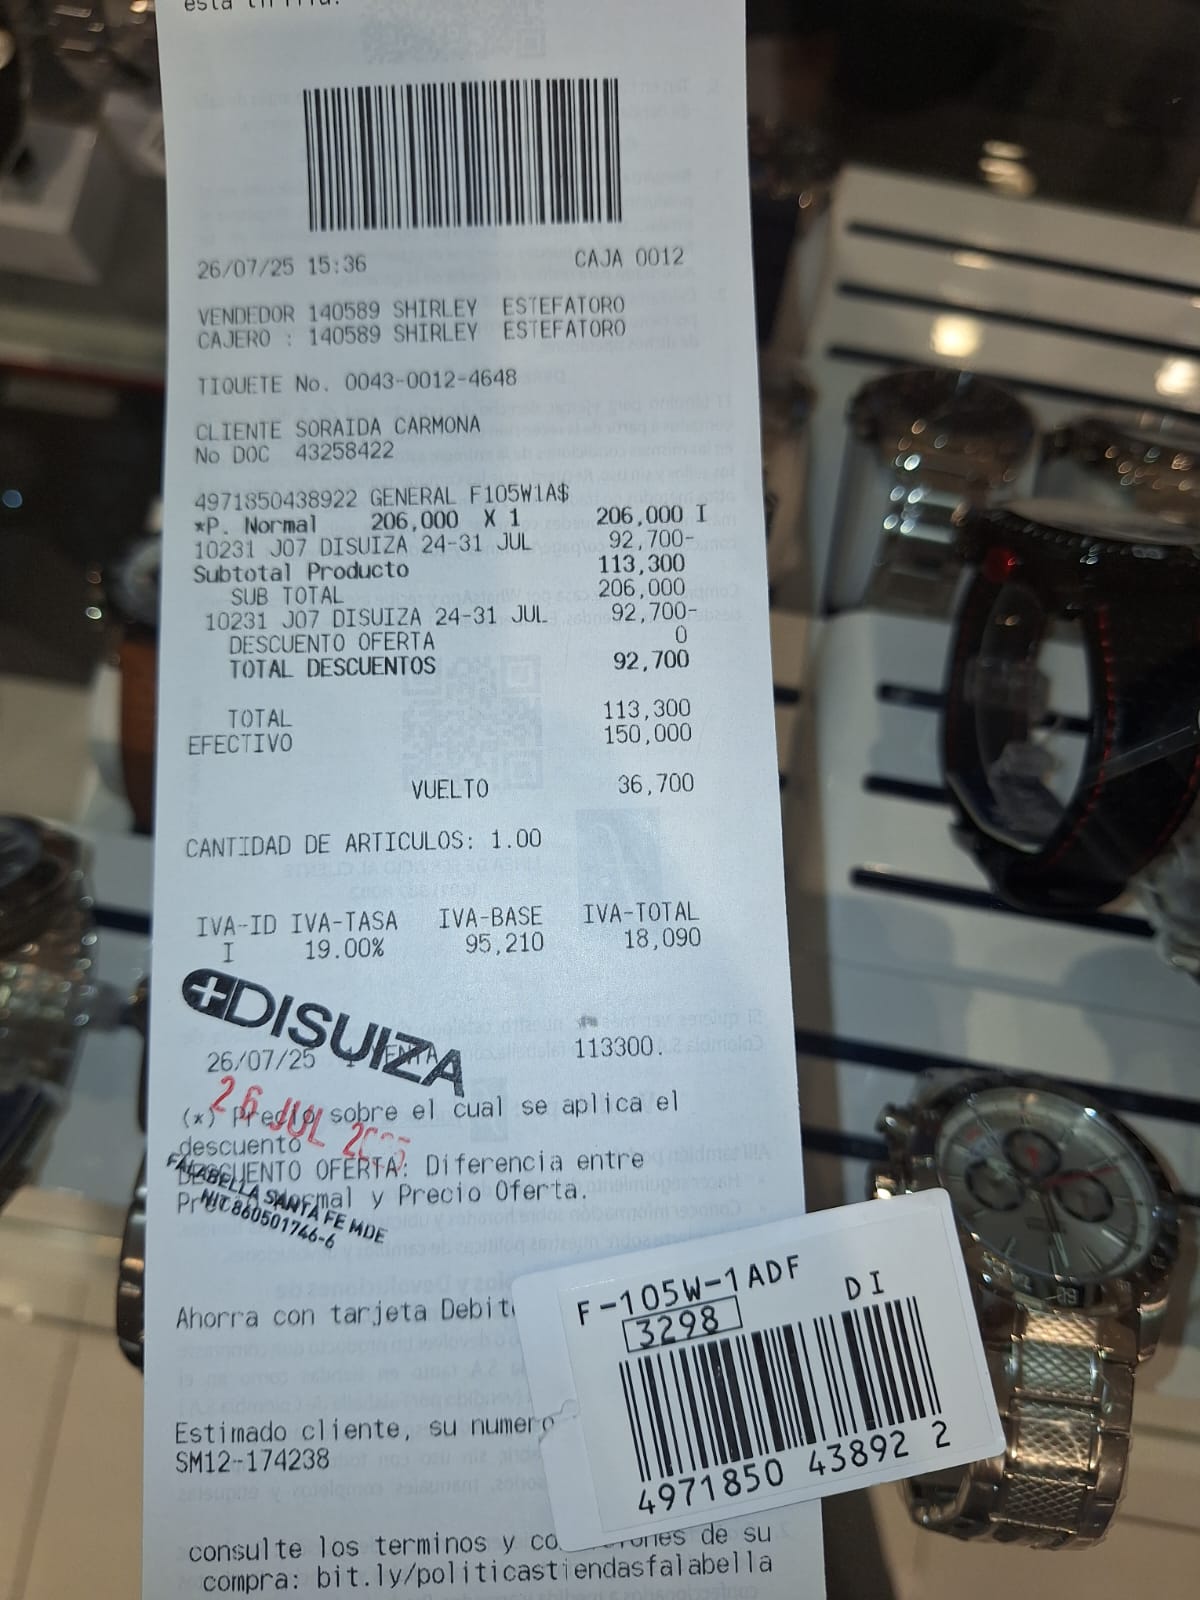 26/07/25 15:36 CAJA 0012
VENDEDOR 140589 SHIRLEY ESTEFATORO
CAJERO : 140589 SHIRLEY ESTEFATORO
TIQUETE No. 0043-0012-4648
CLIENTE SORAIDA CARMONA
No DOC 43258422
4971850438922 GENERAL F105W1A$
*P. Normal 206,000 X 1 206,000 I
10231 J07 DISUIZA 24-31 JUL 92,700-
Subtotal Producto 113,300
SUB TOTAL 206,000
10231 J07 DISUIZA 24-31 JUL 92,700-
DESCUENTO OFERTA 0
TOTAL DESCUENTOS 92,700
TOTAL 113,300
EFECTIVO 150,000
VUELTO 36,700
CANTIDAD DE ARTICULOS: 1.00
IVA-ID IVA-TASA IVA-BASE IVA-TOTAL
I 19.00% 95,210 18,090
DISUIZA
26/07/25 113300.
26 JUL
(*) Precio sobre el cual se aplica el
descuento
DESCUENTO OFERTA: Diferencia entre
Precio Normal y Precio Oferta.
FALABELLA SANTA FE MDE
NIT 860501746-6
Ahorra con tarjeta Debit
Estimado cliente, su numero
SM12-174238
consulte los terminos y de su
compra: bit.ly/politicastiendasfalabella
F-105W-1ADF
3298 DI
4971850 43892 2